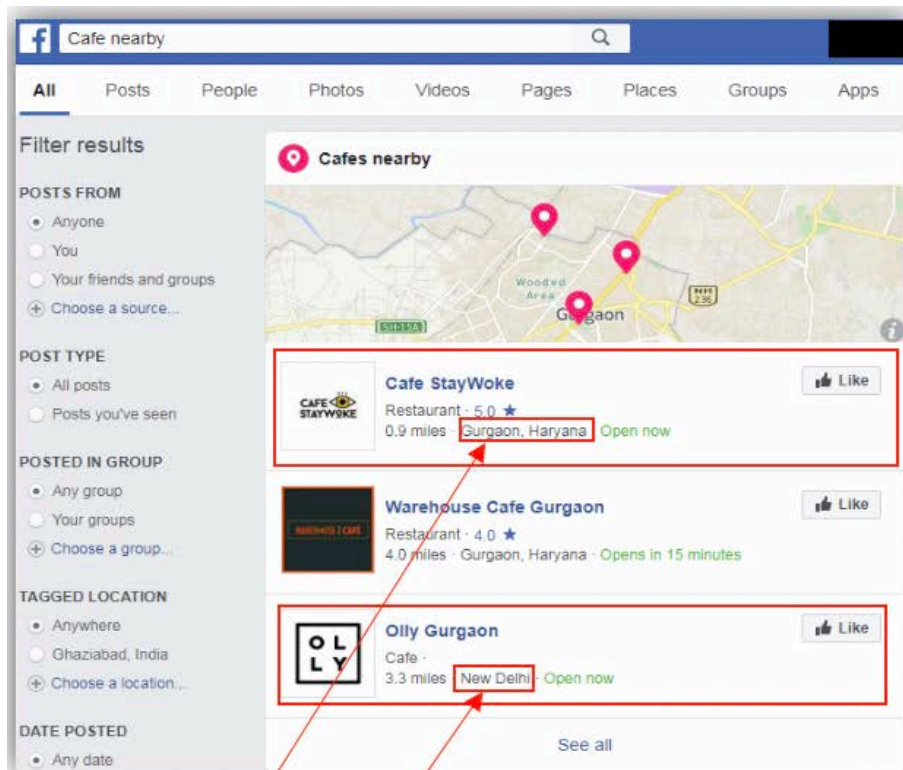 f Cafe nearby
All Posts People Photos Videos Pages Places Groups Apps
Filter results
POSTS FROM
Anyone
You
Your friends and groups
Choose a source...
POST TYPE
All posts
Posts you've seen
POSTED IN GROUP
Any group
Your groups
Choose a group...
TAGGED LOCATION
Anywhere
Ghaziabad, India
Choose a location...
DATE POSTED
Any date
Cafes nearby
Wooded
Area
Gurgaon
NH
236
SH15A
CAFE
STAYWOKE
Cafe StayWoke
Like
Restaurant · 5.0 ★
0.9 miles · Gurgaon, Haryana · Open now
WAREHOUSE | CAFE
Warehouse Cafe Gurgaon
Like
Restaurant · 4.0 ★
4.0 miles · Gurgaon, Haryana · Opens in 15 minutes
OL
LY
Olly Gurgaon
Like
Cafe ·
3.3 miles · New Delhi · Open now
See all